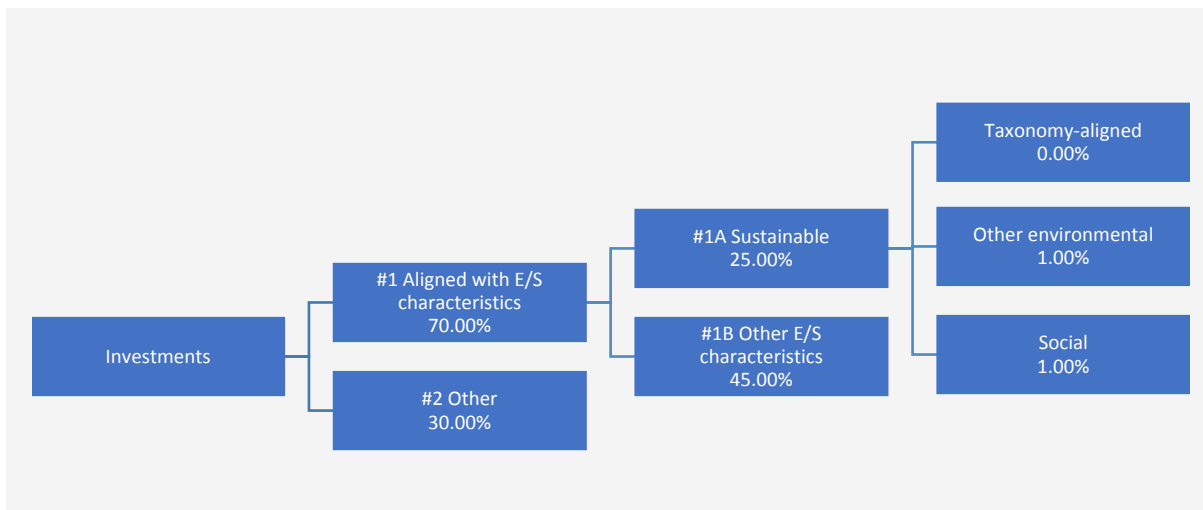 Investments
#1 Aligned with E/S
characteristics
70.00%
#2 Other
30.00%
#1A Sustainable
25.00%
#1B Other E/S
characteristics
45.00%
Taxonomy-aligned
0.00%
Other environmental
1.00%
Social
1.00%